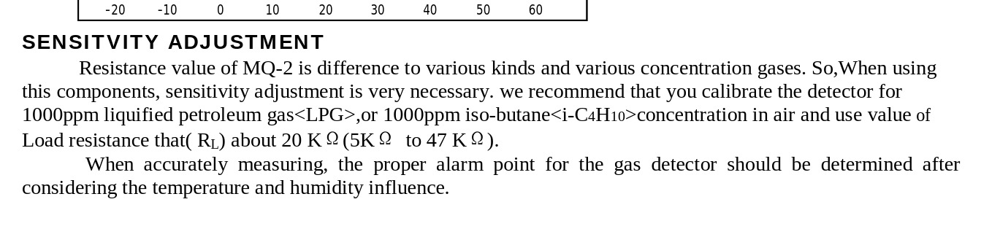 -20 -10 0 10 20 30 40 50 60
SENSITVITY ADJUSTMENT
Resistance value of MQ-2 is difference to various kinds and various concentration gases. So,When using
this components, sensitivity adjustment is very necessary. we recommend that you calibrate the detector for
1000ppm liquified petroleum gas<LPG>,or 1000ppm iso-butane<i-C4H10>concentration in air and use value of
Load resistance that( RL) about 20 KΩ(5KΩ to 47 KΩ).
When accurately measuring, the proper alarm point for the gas detector should be determined after
considering the temperature and humidity influence.